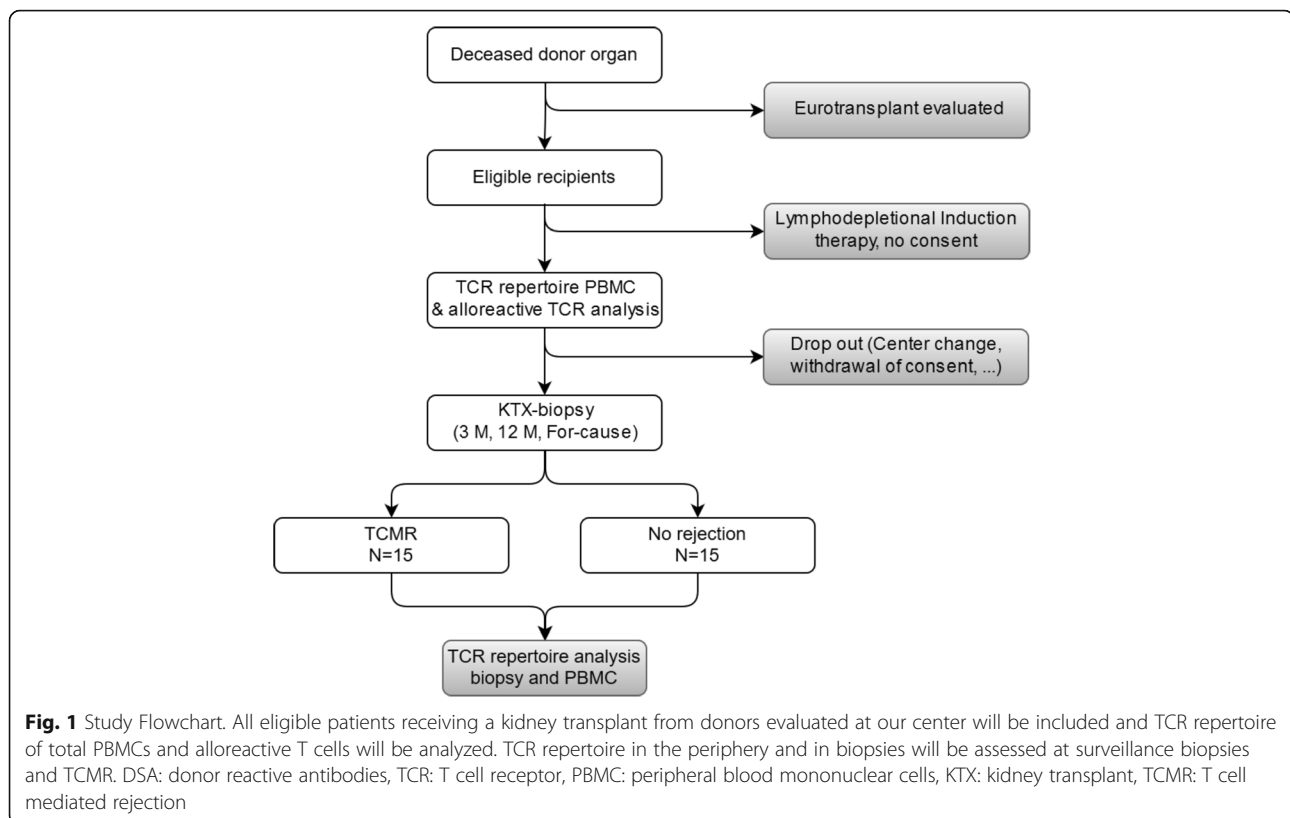 Deceased donor organ
Eurotransplant evaluated
Eligible recipients
Lymphodepletional Induction
therapy, no consent
TCR repertoire PBMC
& alloreactive TCR analysis
Drop out (Center change,
withdrawal of consent, ...)
KTX-biopsy
(3 M, 12 M, For-cause)
TCMR
N=15
No rejection
N=15
TCR repertoire analysis
biopsy and PBMC
Fig. 1 Study Flowchart. All eligible patients receiving a kidney transplant from donors evaluated at our center will be included and TCR repertoire
of total PBMCs and alloreactive T cells will be analyzed. TCR repertoire in the periphery and in biopsies will be assessed at surveillance biopsies
and TCMR. DSA: donor reactive antibodies, TCR: T cell receptor, PBMC: peripheral blood mononuclear cells, KTX: kidney transplant, TCMR: T cell
mediated rejection